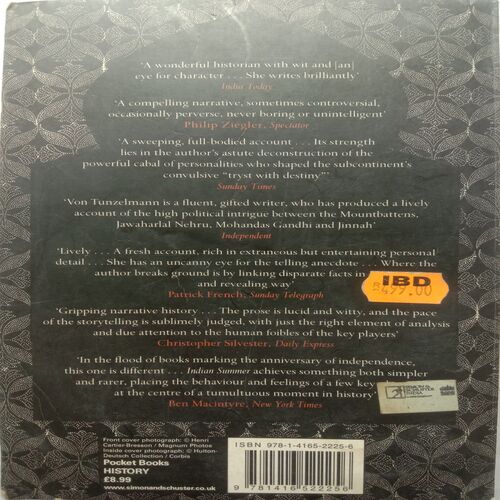 ‘A wonderful historian with wit and [an]
eye for character . . . She writes brilliantly’
India Today
‘A compelling narrative, sometimes controversial,
occasionally perverse, never boring or unintelligent’
Philip Ziegler, Spectator
‘A sweeping, full-bodied account . . . Its strength
lies in the author’s astute deconstruction of the
powerful cabal of personalities who shaped the subcontinent’s
convulsive “tryst with destiny”’
Sunday Times
‘Von Tunzelmann is a fluent, gifted writer, who has produced a lively
account of the high political intrigue between the Mountbattens,
Jawaharlal Nehru, Mohandas Gandhi and Jinnah’
Independent
‘Lively . . . A fresh account, rich in extraneous but entertaining personal
detail . . . She has an uncanny eye for the telling anecdote . . . Where the
author breaks ground is by linking disparate facts in
and revealing way’
Patrick French, Sunday Telegraph
IBD
499.00
‘Gripping narrative history . . . The prose is lucid and witty, and the pace
of the storytelling is sublimely judged, with just the right element of analysis
and due attention to the human foibles of the key players’
Christopher Silvester, Daily Express
‘In the flood of books marking the anniversary of independence,
this one is different . . . Indian Summer achieves something both simpler
and rarer, placing the behaviour and feelings of a few key
at the centre of a tumultuous moment in history’
Ben Macintyre, New York Times
Front cover photograph: © Henri
Cartier-Bresson / Magnum Photos
Inside cover photograph: © Hulton-
Deutsch Collection / Corbis
Pocket Books
HISTORY
£8.99
www.simonandschuster.co.uk
ISBN 978-1-4165-2225-6
9 781416 522256